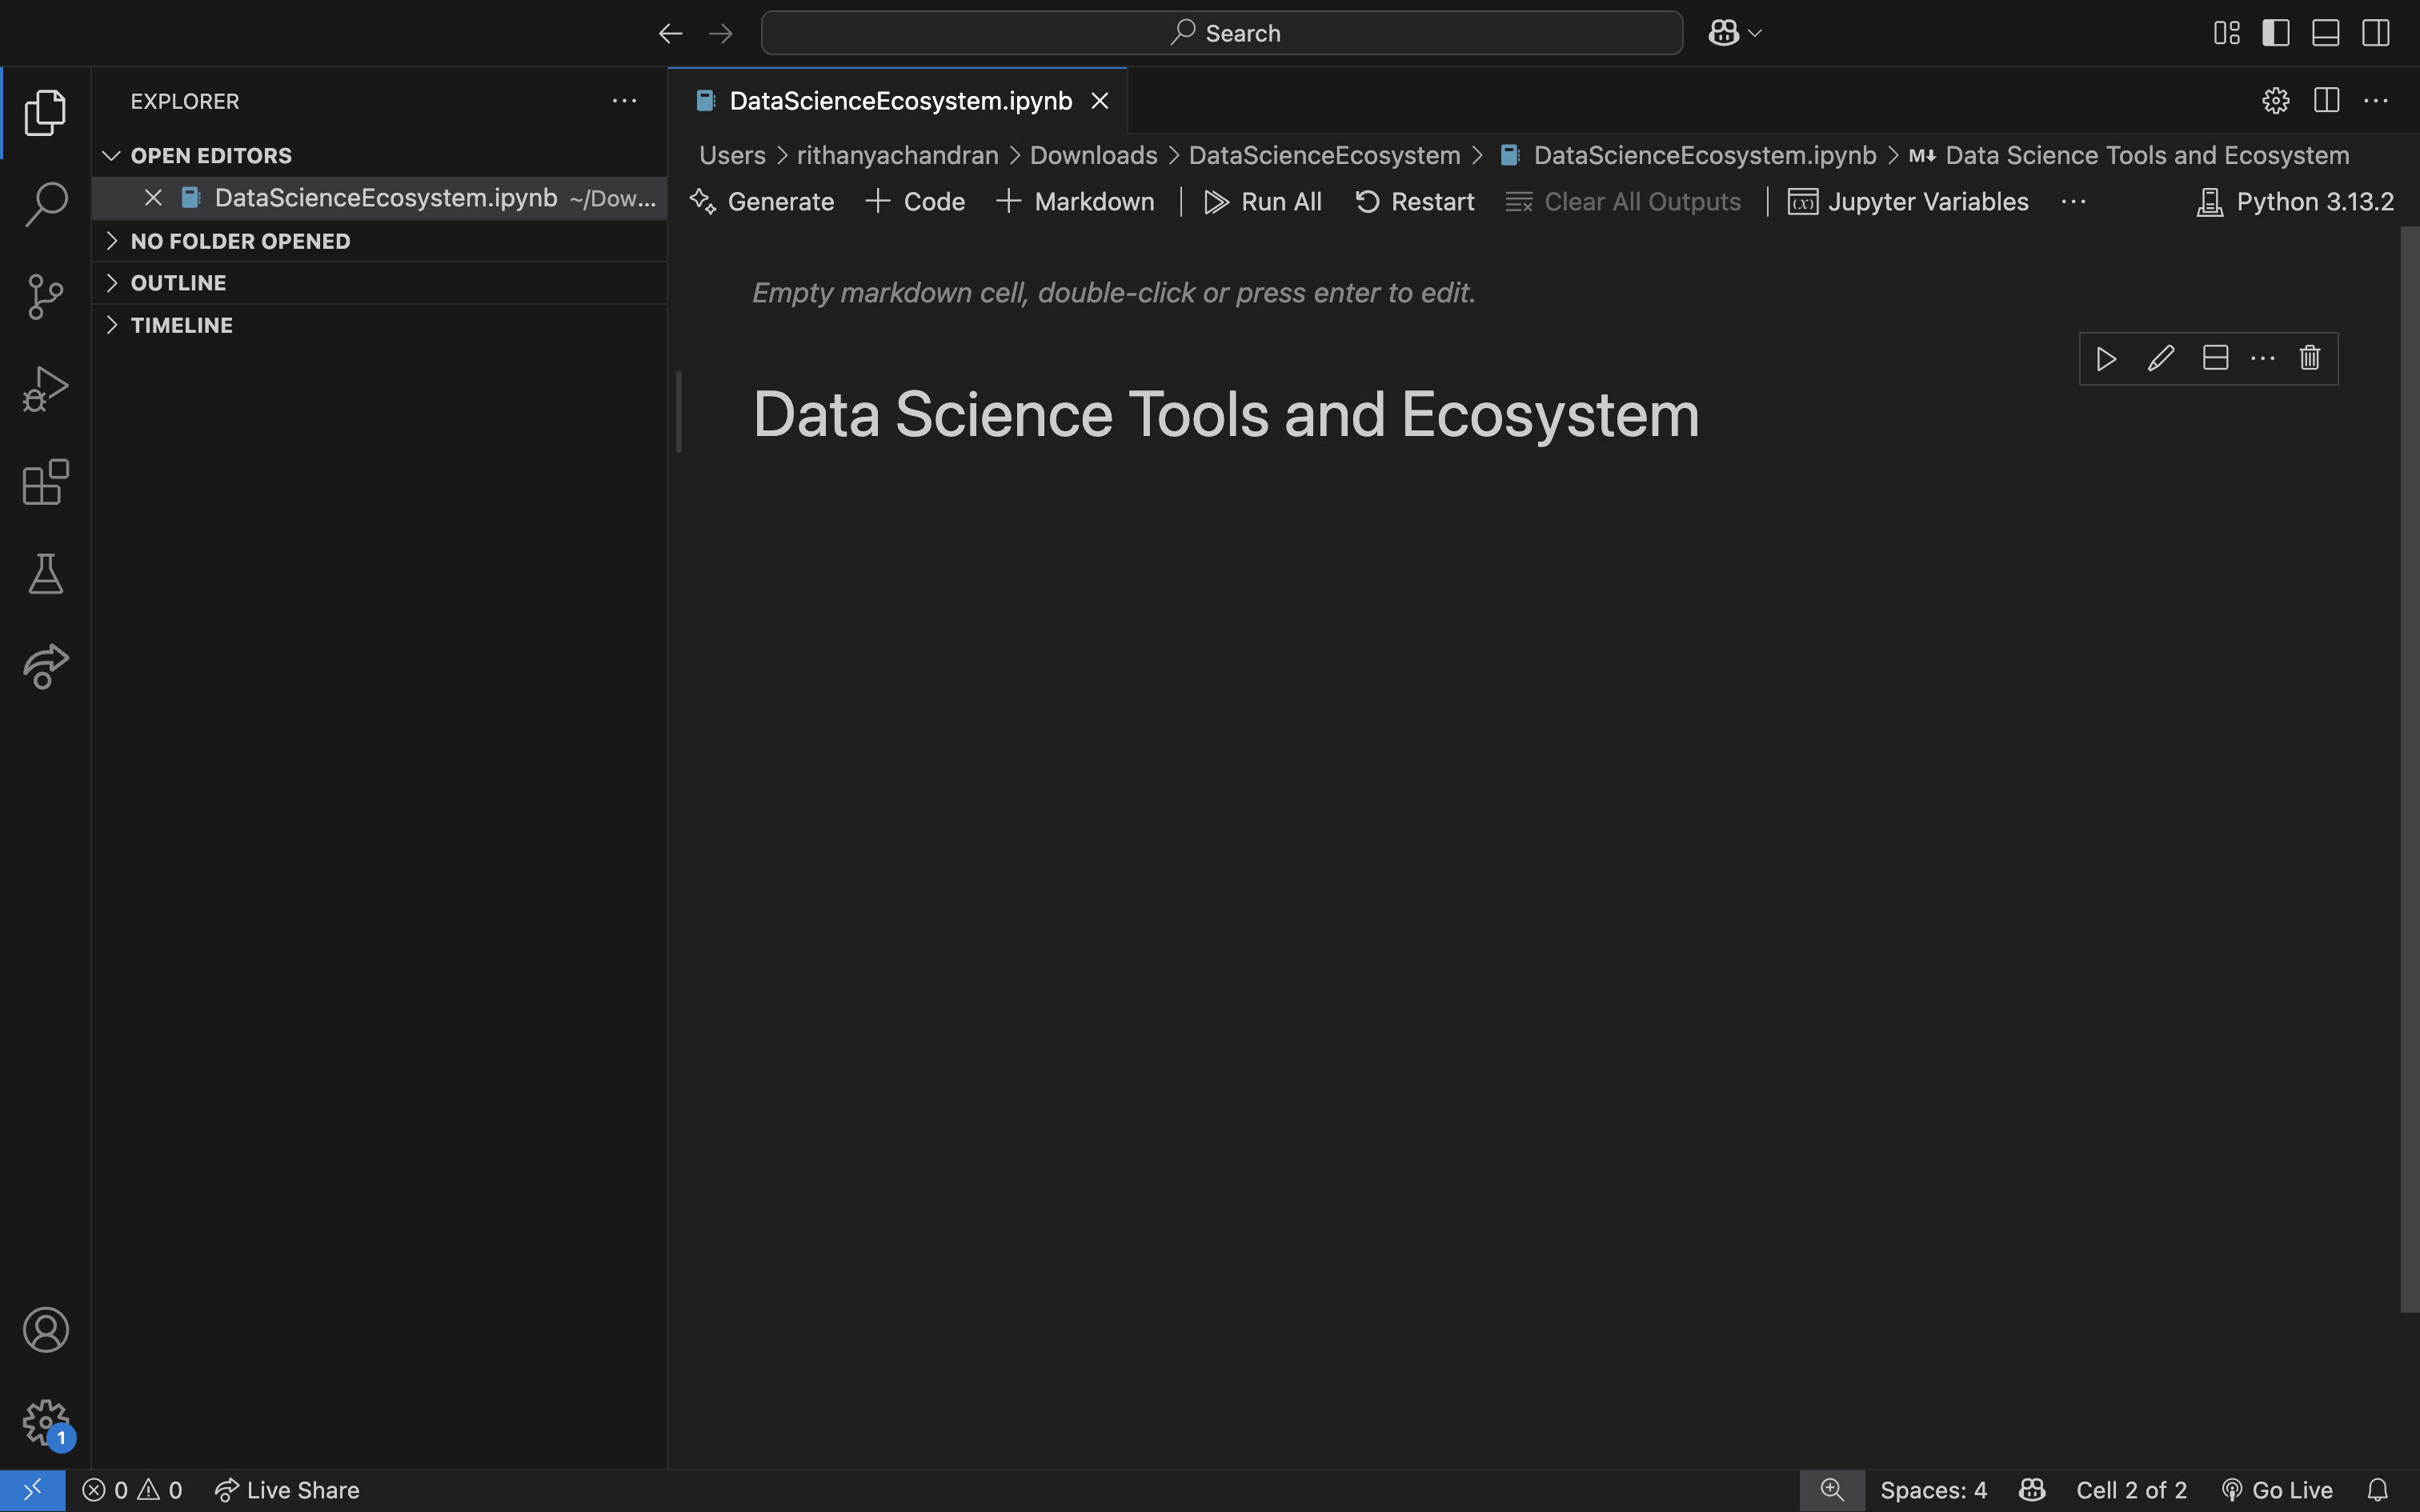 Search
EXPLORER
OPEN EDITORS
DataScienceEcosystem.ipynb ~/Dow...
NO FOLDER OPENED
OUTLINE
TIMELINE
DataScienceEcosystem.ipynb
Users > rithanyachandran > Downloads > DataScienceEcosystem > DataScienceEcosystem.ipynb > M↓ Data Science Tools and Ecosystem
Generate + Code + Markdown | Run All Restart Clear All Outputs | (x) Jupyter Variables ... Python 3.13.2
Empty markdown cell, double-click or press enter to edit.
Data Science Tools and Ecosystem
1
0 0 Live Share Spaces: 4 Cell 2 of 2 Go Live